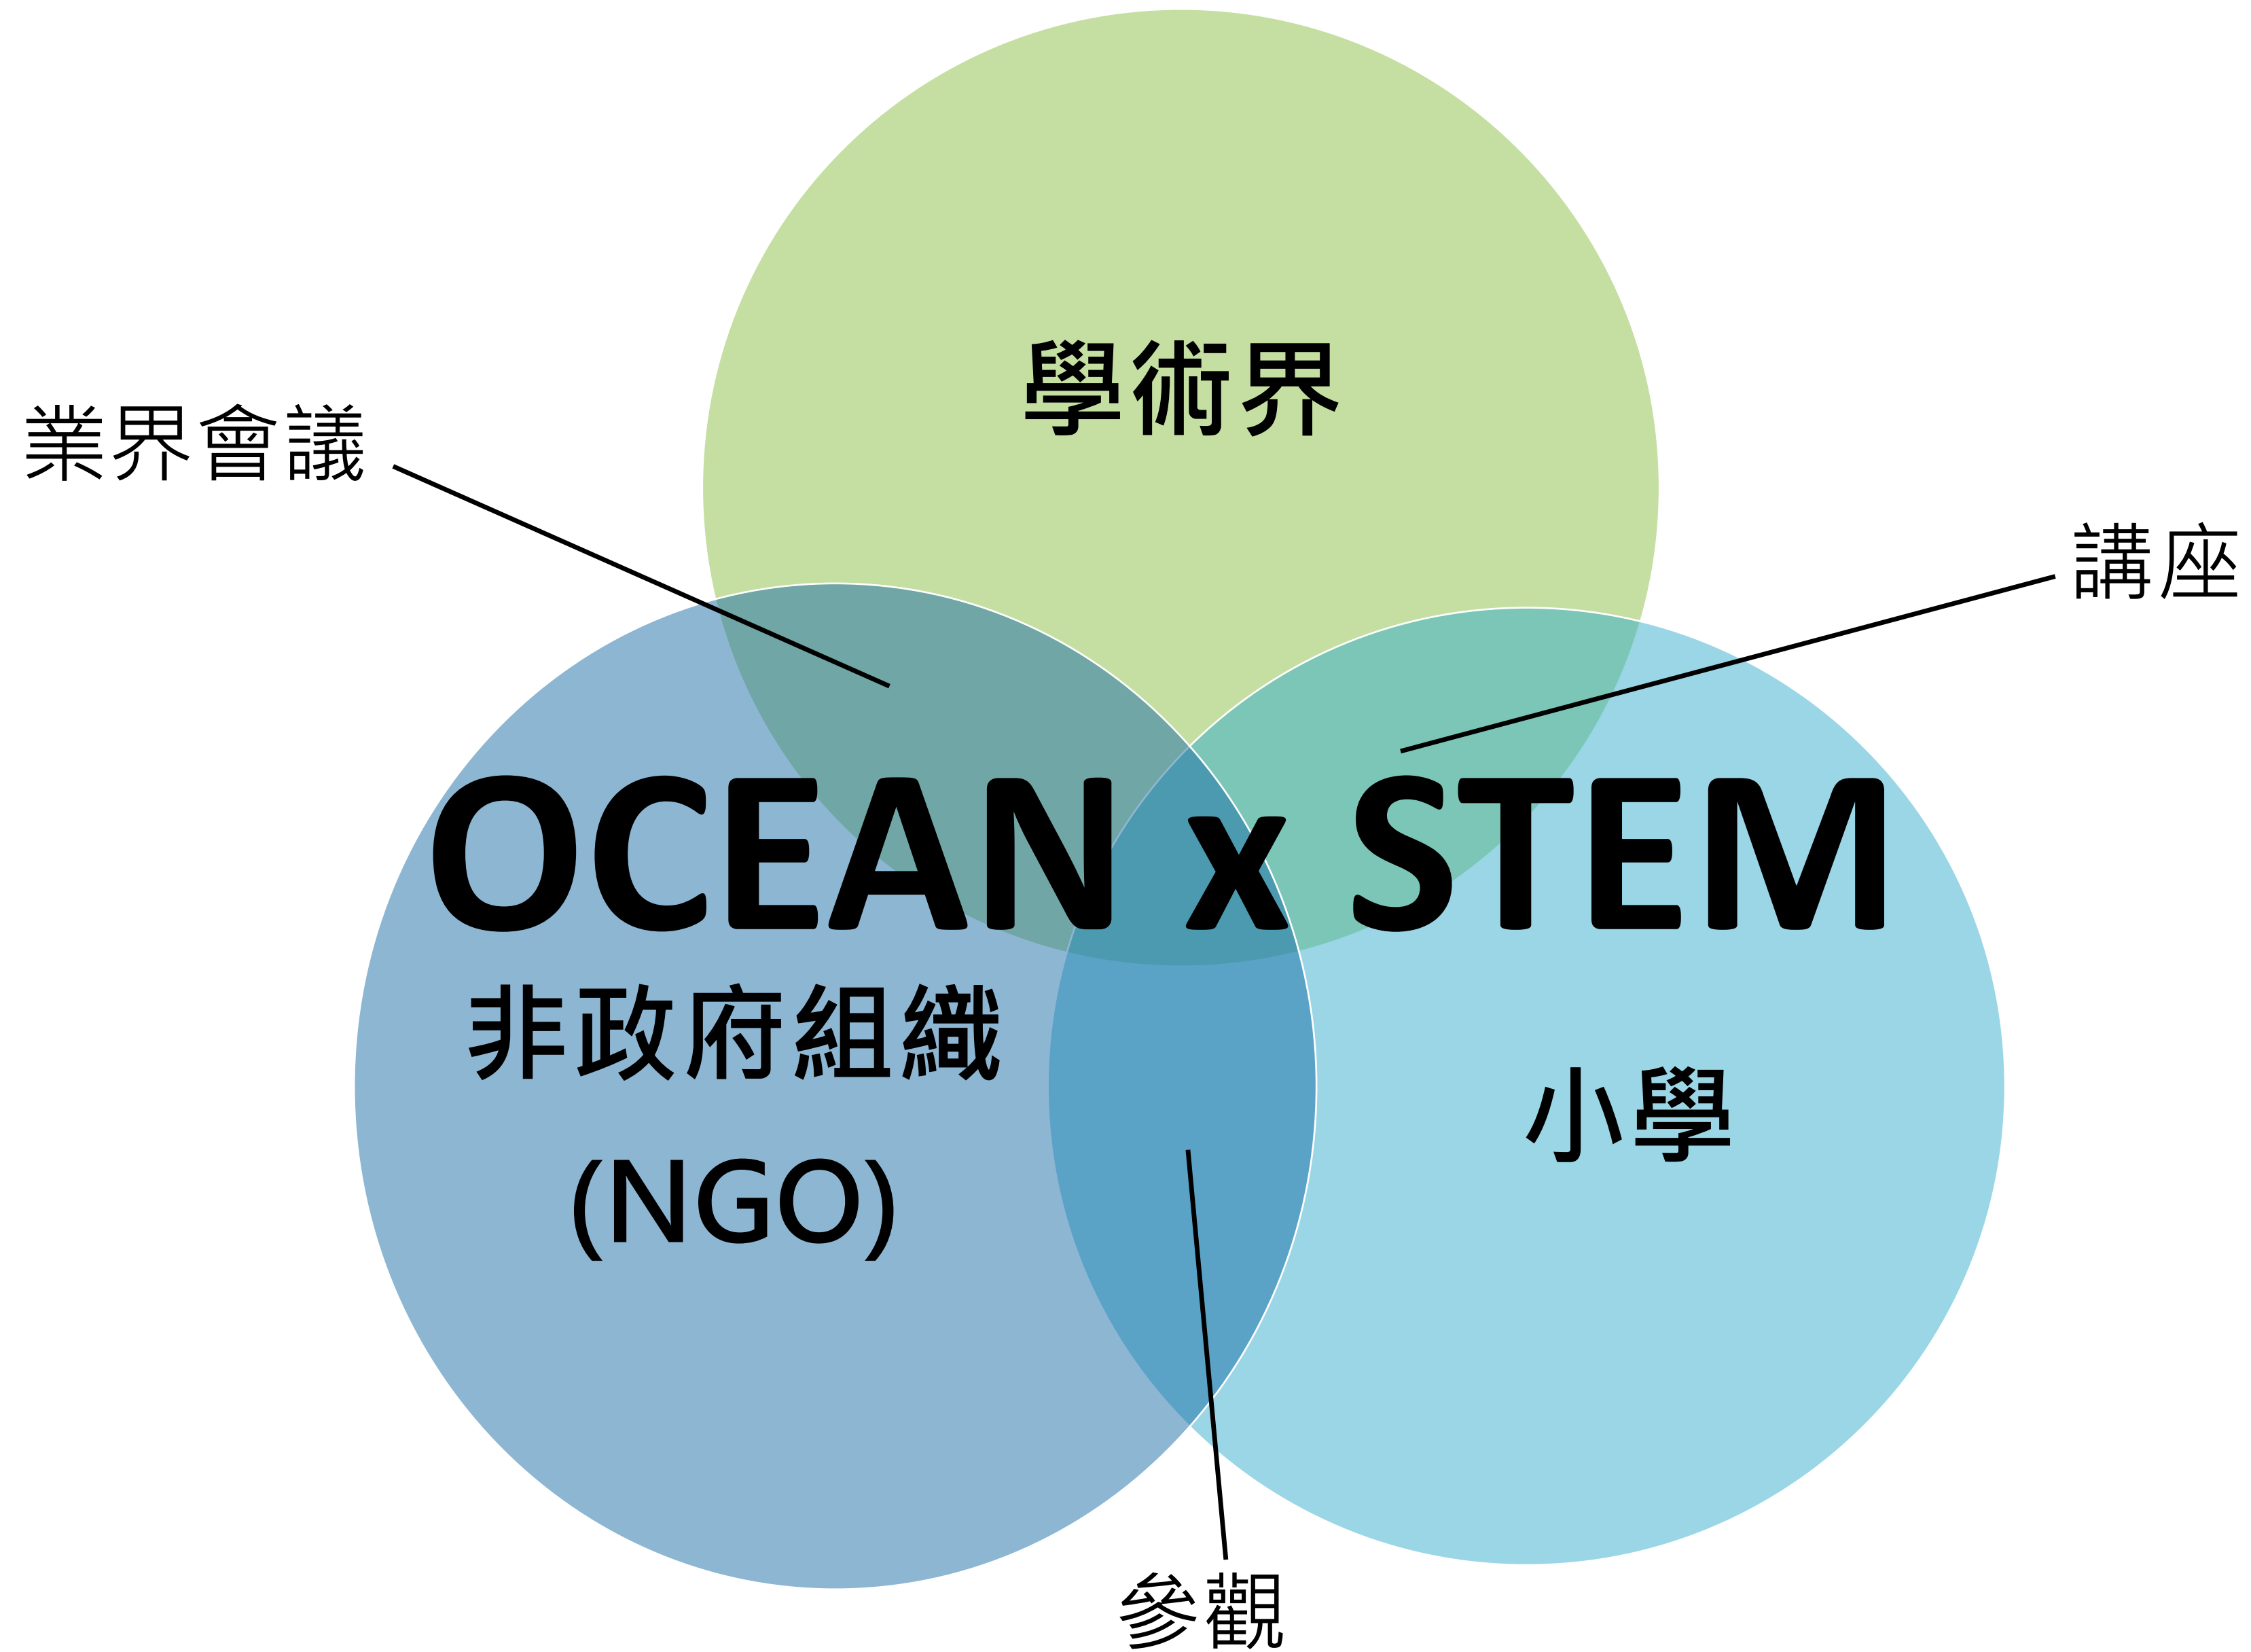 學術界
業界會議
講座
OCEAN x STEM
非政府組織
(NGO)
小學
參觀